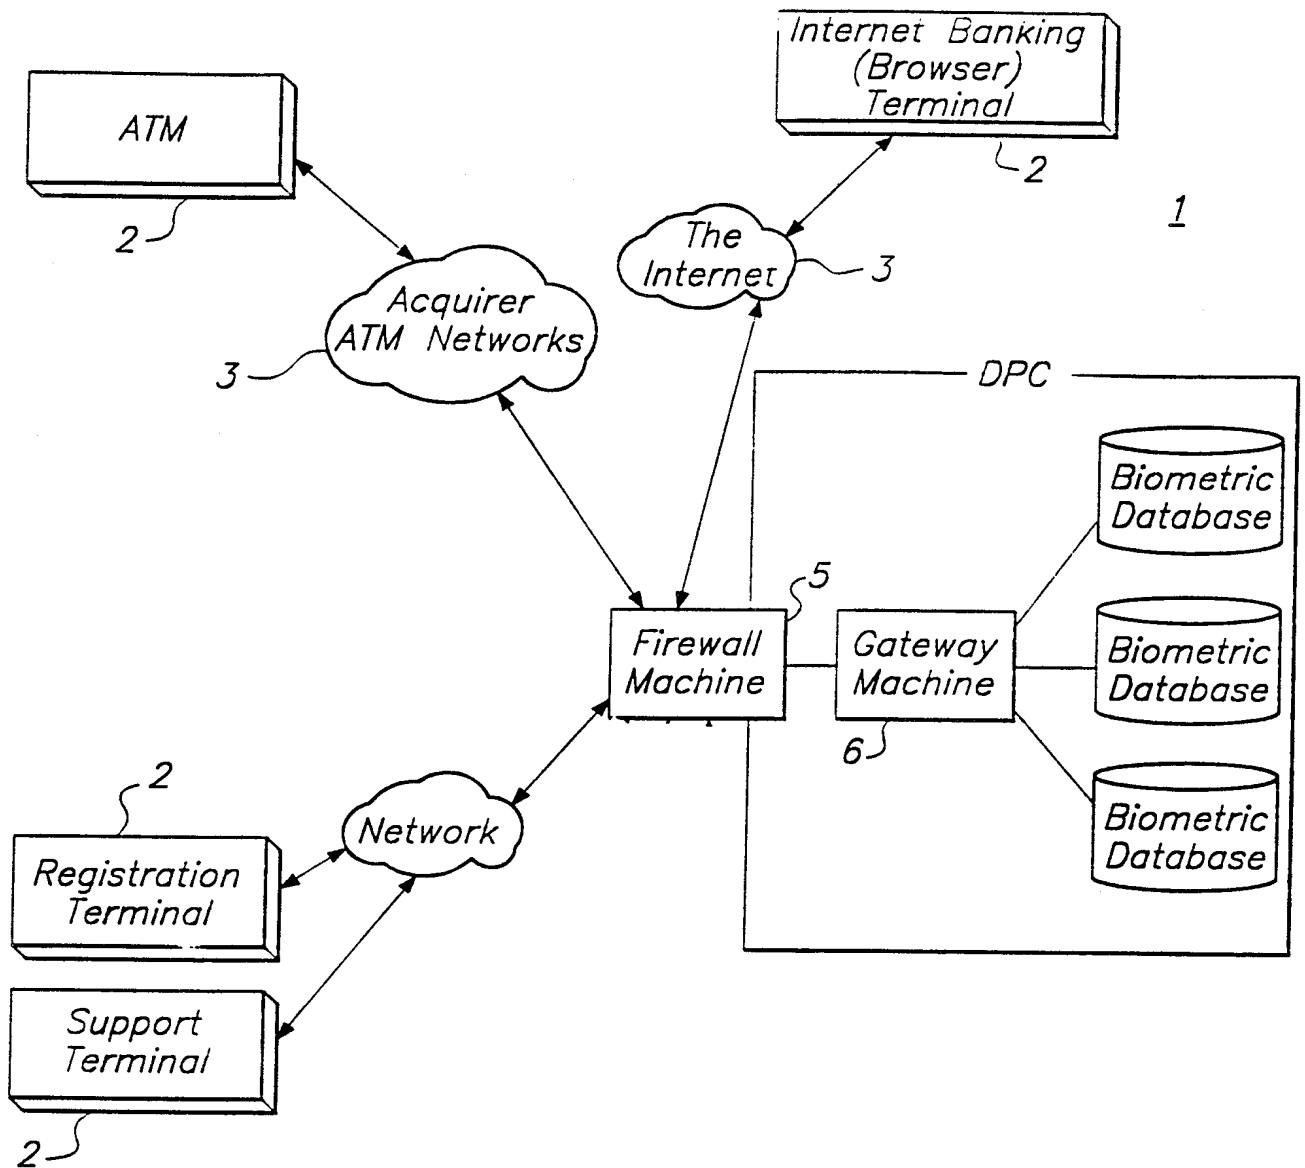 Internet Banking
(Browser)
Terminal
2
ATM
2
1
The
Internet
3
Acquirer
ATM Networks
3
DPC
Biometric
Database
5
Firewall
Machine
Gateway
Machine
6
Biometric
Database
Biometric
Database
2
Network
Registration
Terminal
Support
Terminal
2